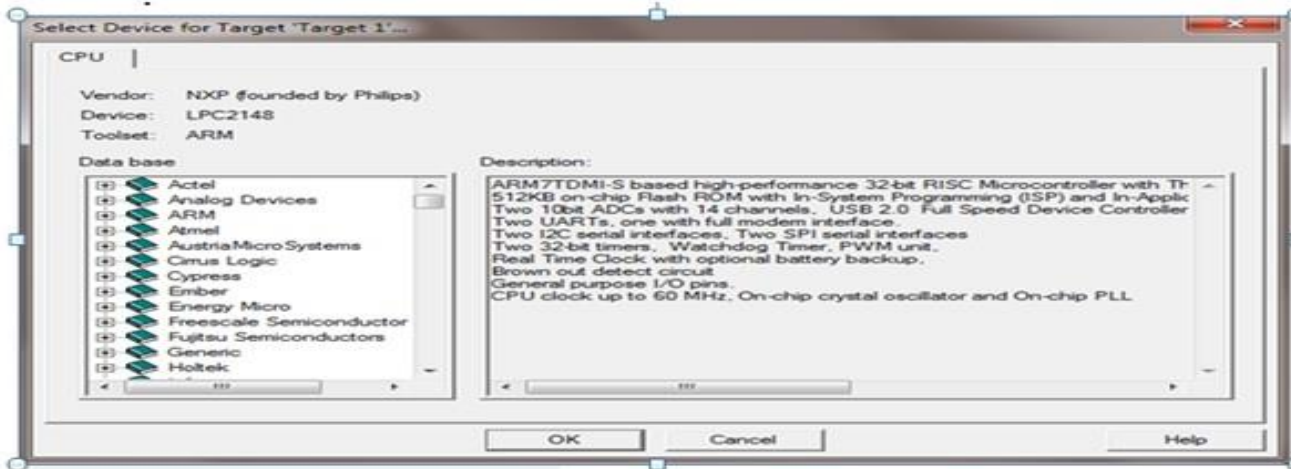 Select Device for Target 'Target 1'...
CPU
Vendor: NXP (founded by Philips)
Device: LPC2148
Toolset: ARM
Data base
Actel
Analog Devices
ARM
Atmel
AustriaMicroSystems
Cirrus Logic
Cypress
Ember
Energy Micro
Freescale Semiconductor
Fujitsu Semiconductors
Generic
Holtek
Description:
ARM7TDMI-S based high-performance 32-bit RISC Microcontroller with Th
512KB on-chip Flash ROM with In-System Programming (ISP) and In-Applic
Two 10bit ADCs with 14 channels, USB 2.0 Full Speed Device Controller
Two UARTs, one with full modem interface.
Two I2C serial interfaces, Two SPI serial interfaces
Two 32-bit timers, Watchdog Timer, PWM unit,
Real Time Clock with optional battery backup,
Brown out detect circuit
General purpose I/O pins.
CPU clock up to 60 MHz, On-chip crystal oscillator and On-chip PLL
OK Cancel Help